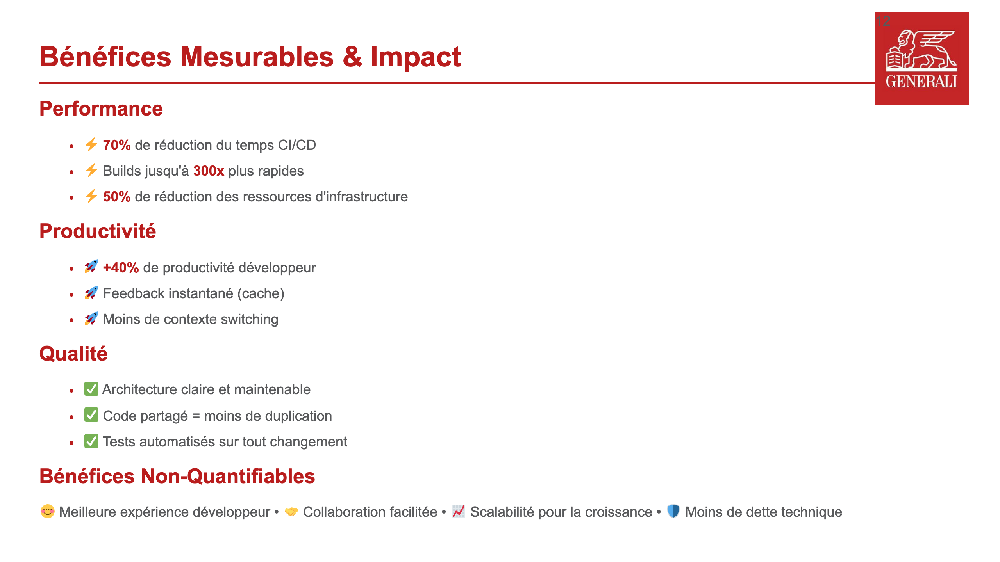 12
GENERALI
Bénéfices Mesurables & Impact
Performance
• ⚡ 70% de réduction du temps CI/CD
• ⚡ Builds jusqu'à 300x plus rapides
• ⚡ 50% de réduction des ressources d'infrastructure
Productivité
• 🚀 +40% de productivité développeur
• 🚀 Feedback instantané (cache)
• 🚀 Moins de contexte switching
Qualité
• ✅ Architecture claire et maintenable
• ✅ Code partagé = moins de duplication
• ✅ Tests automatisés sur tout changement
Bénéfices Non-Quantifiables
😊 Meilleure expérience développeur • 🤝 Collaboration facilitée • 📈 Scalabilité pour la croissance • 🛡️ Moins de dette technique